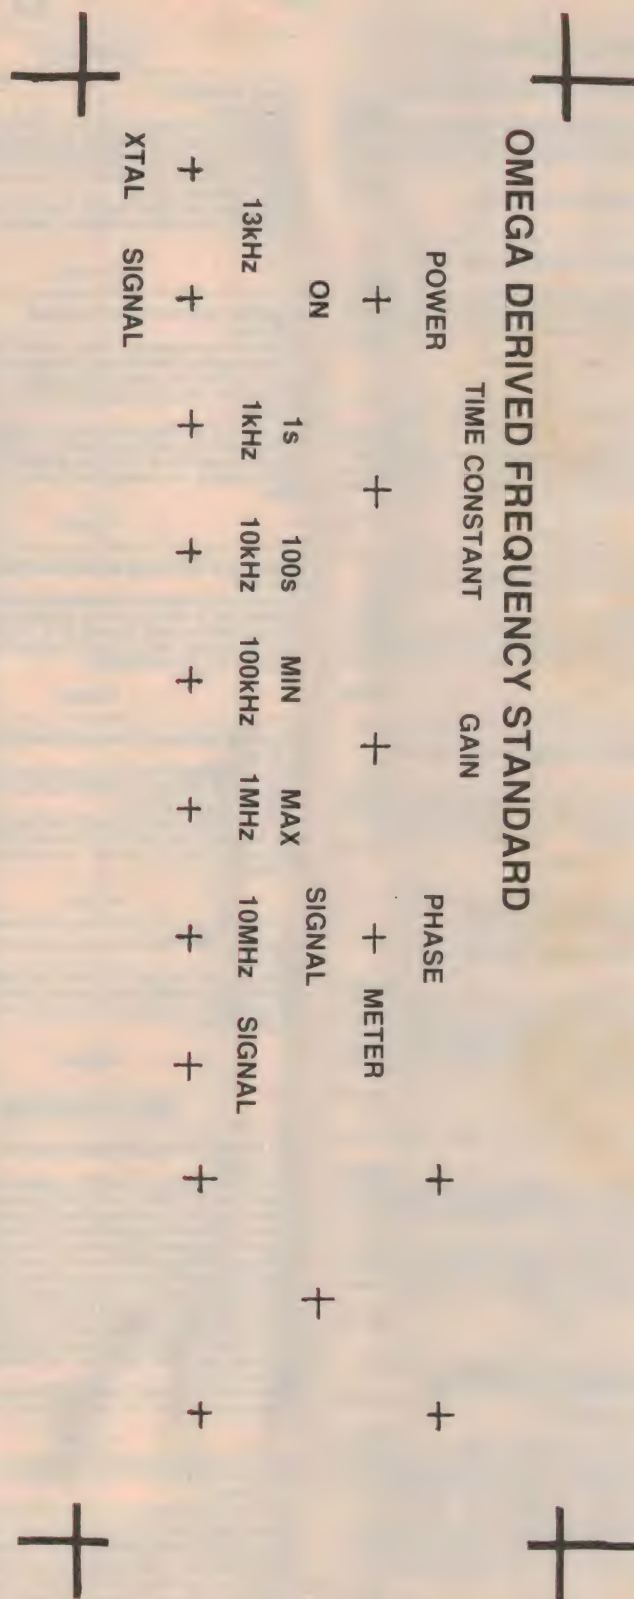 OMEGA DERIVED FREQUENCY STANDARD
TIME CONSTANT GAIN
POWER PHASE
METER
ON SIGNAL
1s 100s MIN MAX
13kHz 1kHz 10kHz 100kHz 1MHz 10MHz SIGNAL
XTAL SIGNAL